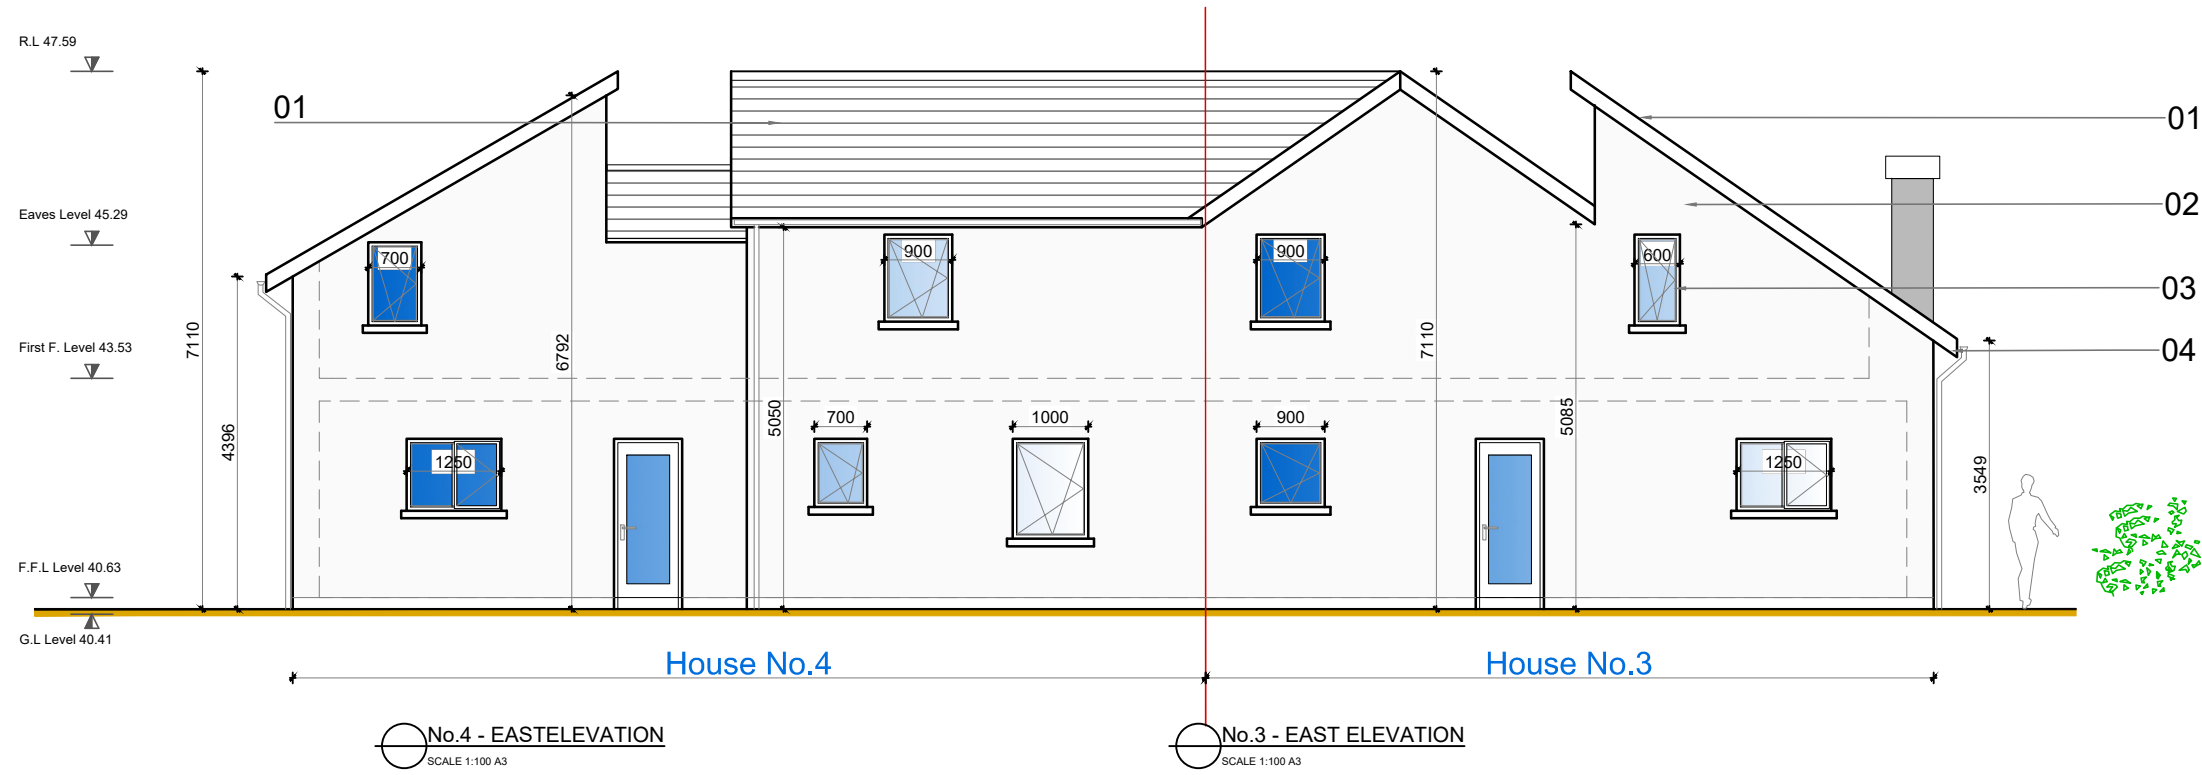 R.L 47.59
01
01
02
Eaves Level 45.29
700
900
900
600
03
First F. Level 43.53
04
7110
6792
7110
4396
5050
5085
3549
700
1000
900
1250
1250
F.F.L Level 40.63
G.L Level 40.41
House No.4
House No.3
No.4 - EASTELEVATION
SCALE 1:100 A3
No.3 - EAST ELEVATION
SCALE 1:100 A3